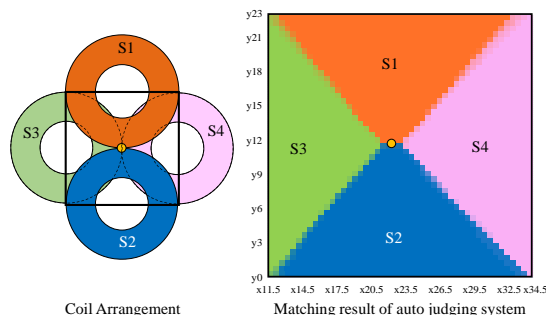 S1
S3
S4
S2
Coil Arrangement
y23
y21
y18
y15
y12
y9
y6
y3
y0
S1
S3
S4
S2
x11.5 x14.5 x17.5 x20.5 x23.5 x26.5 x29.5 x32.5 x34.5
Matching result of auto judging system